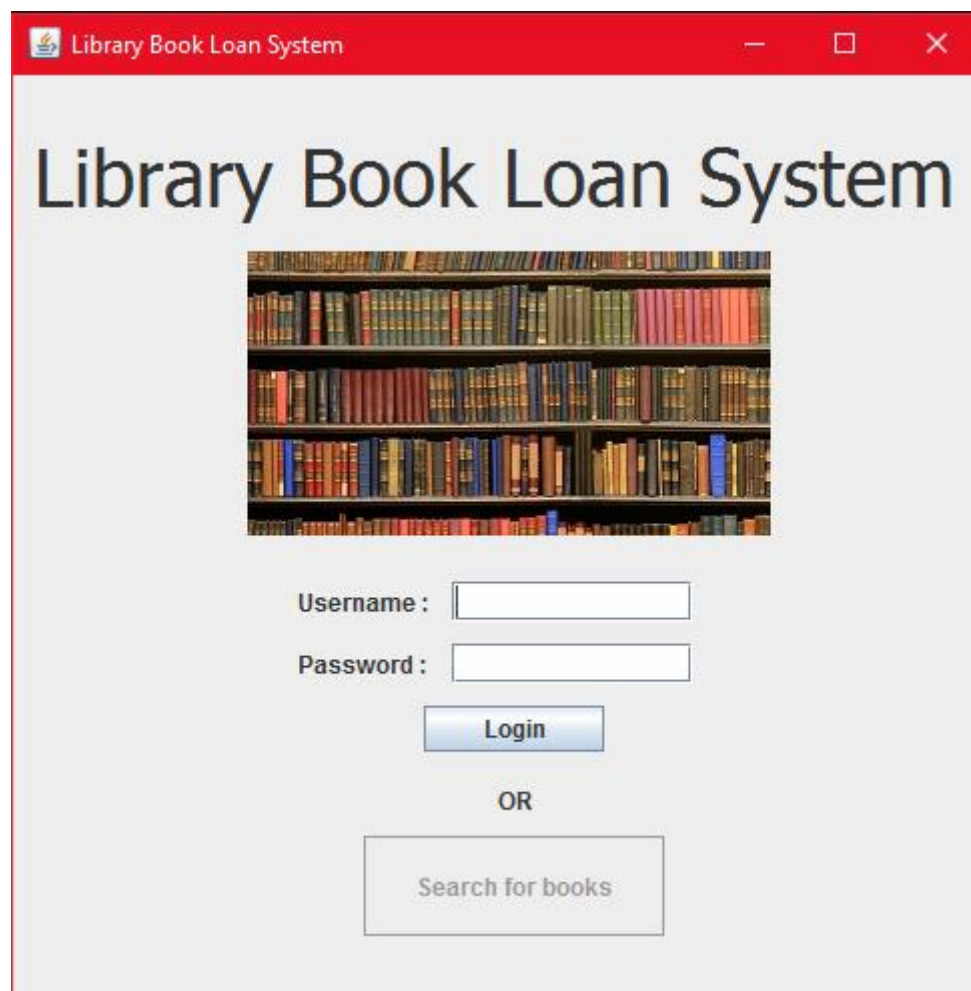 Library Book Loan System
Library Book Loan System
Username :
Password :
Login
OR
Search for books